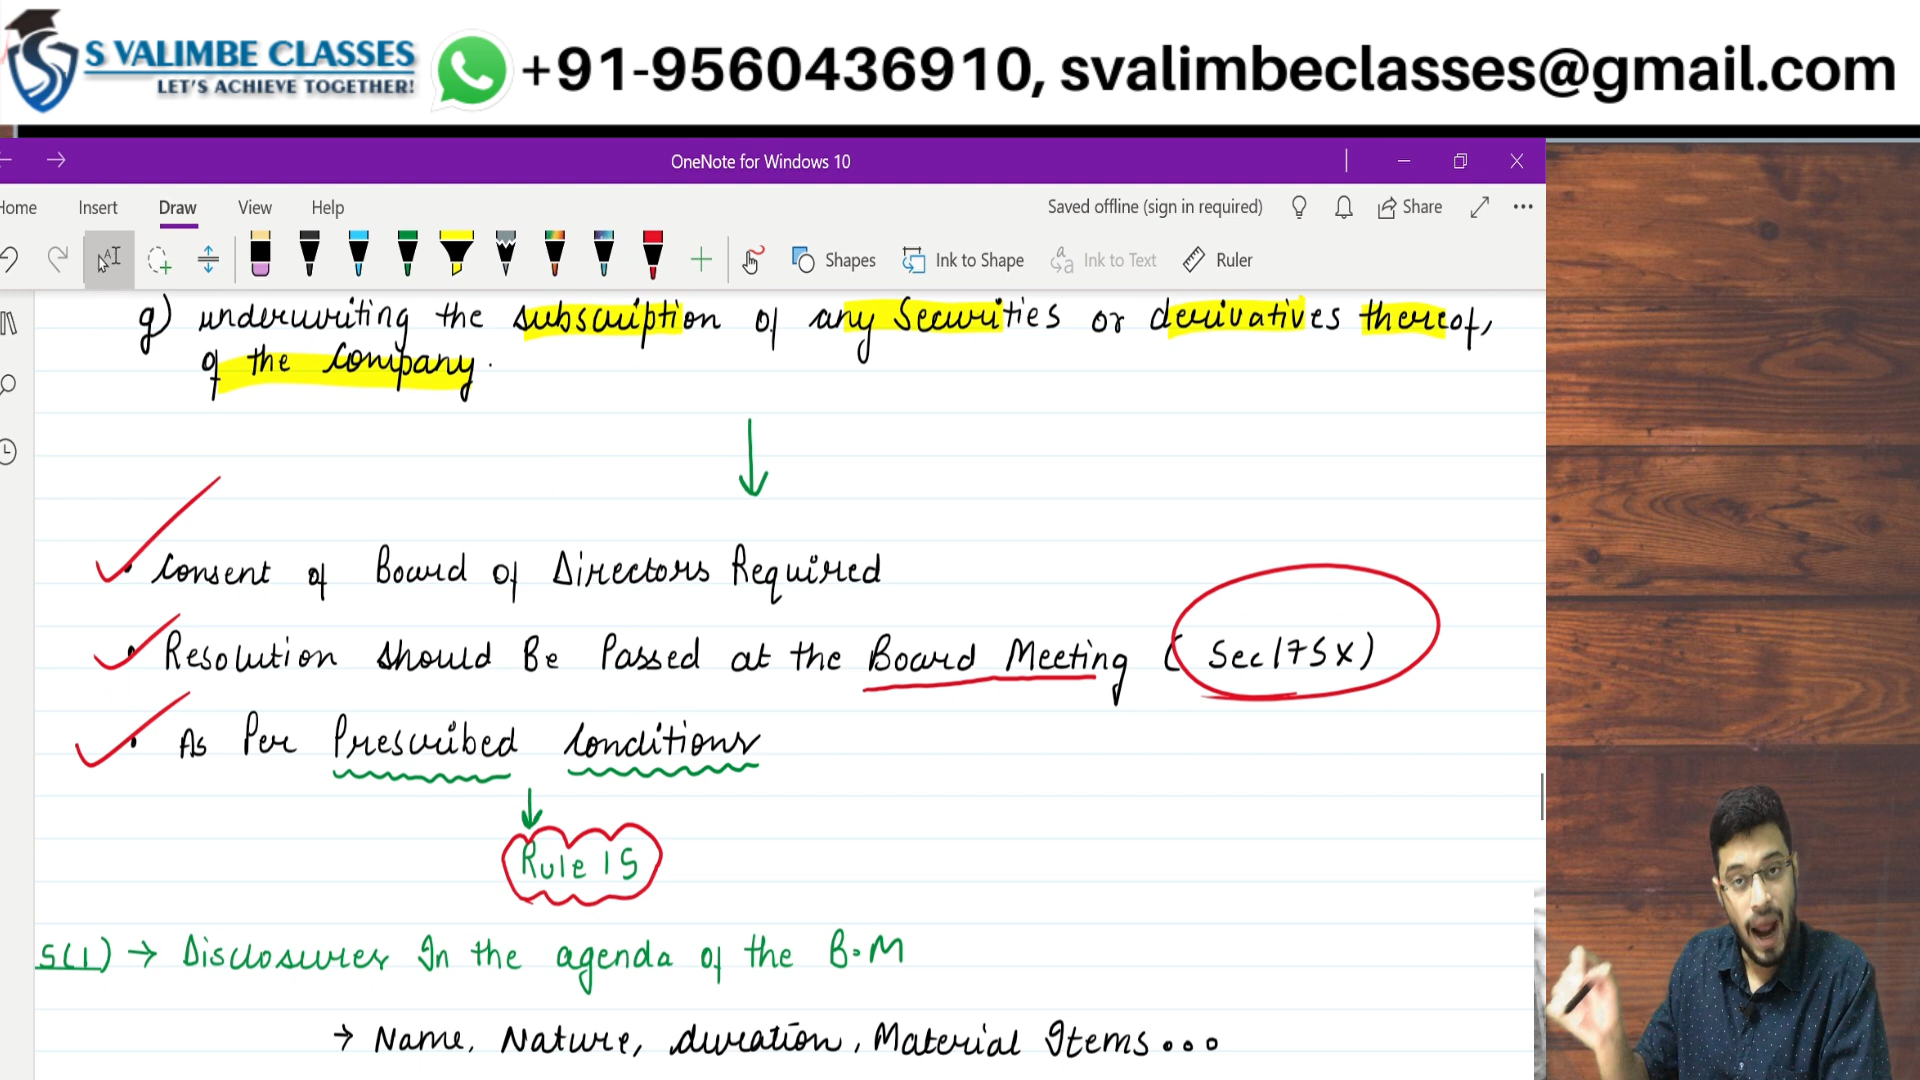 S VALIMBE CLASSES
LET'S ACHIEVE TOGETHER!
+91-9560436910, svalimbeclasses@gmail.com
OneNote for Windows 10
Home Insert Draw View Help Saved offline (sign in required) Share
Shapes Ink to Shape Ink to Text Ruler
g) underwriting the subscription of any Securities or derivatives thereof,
of the Company.
• Consent of Board of Directors Required
• Resolution should Be Passed at the Board Meeting (Sec 175 X)
• As Per Prescribed Conditions
Rule 15
5(1) → Disclosures In the agenda of the B.M
→ Name, Nature, duration, Material Items...